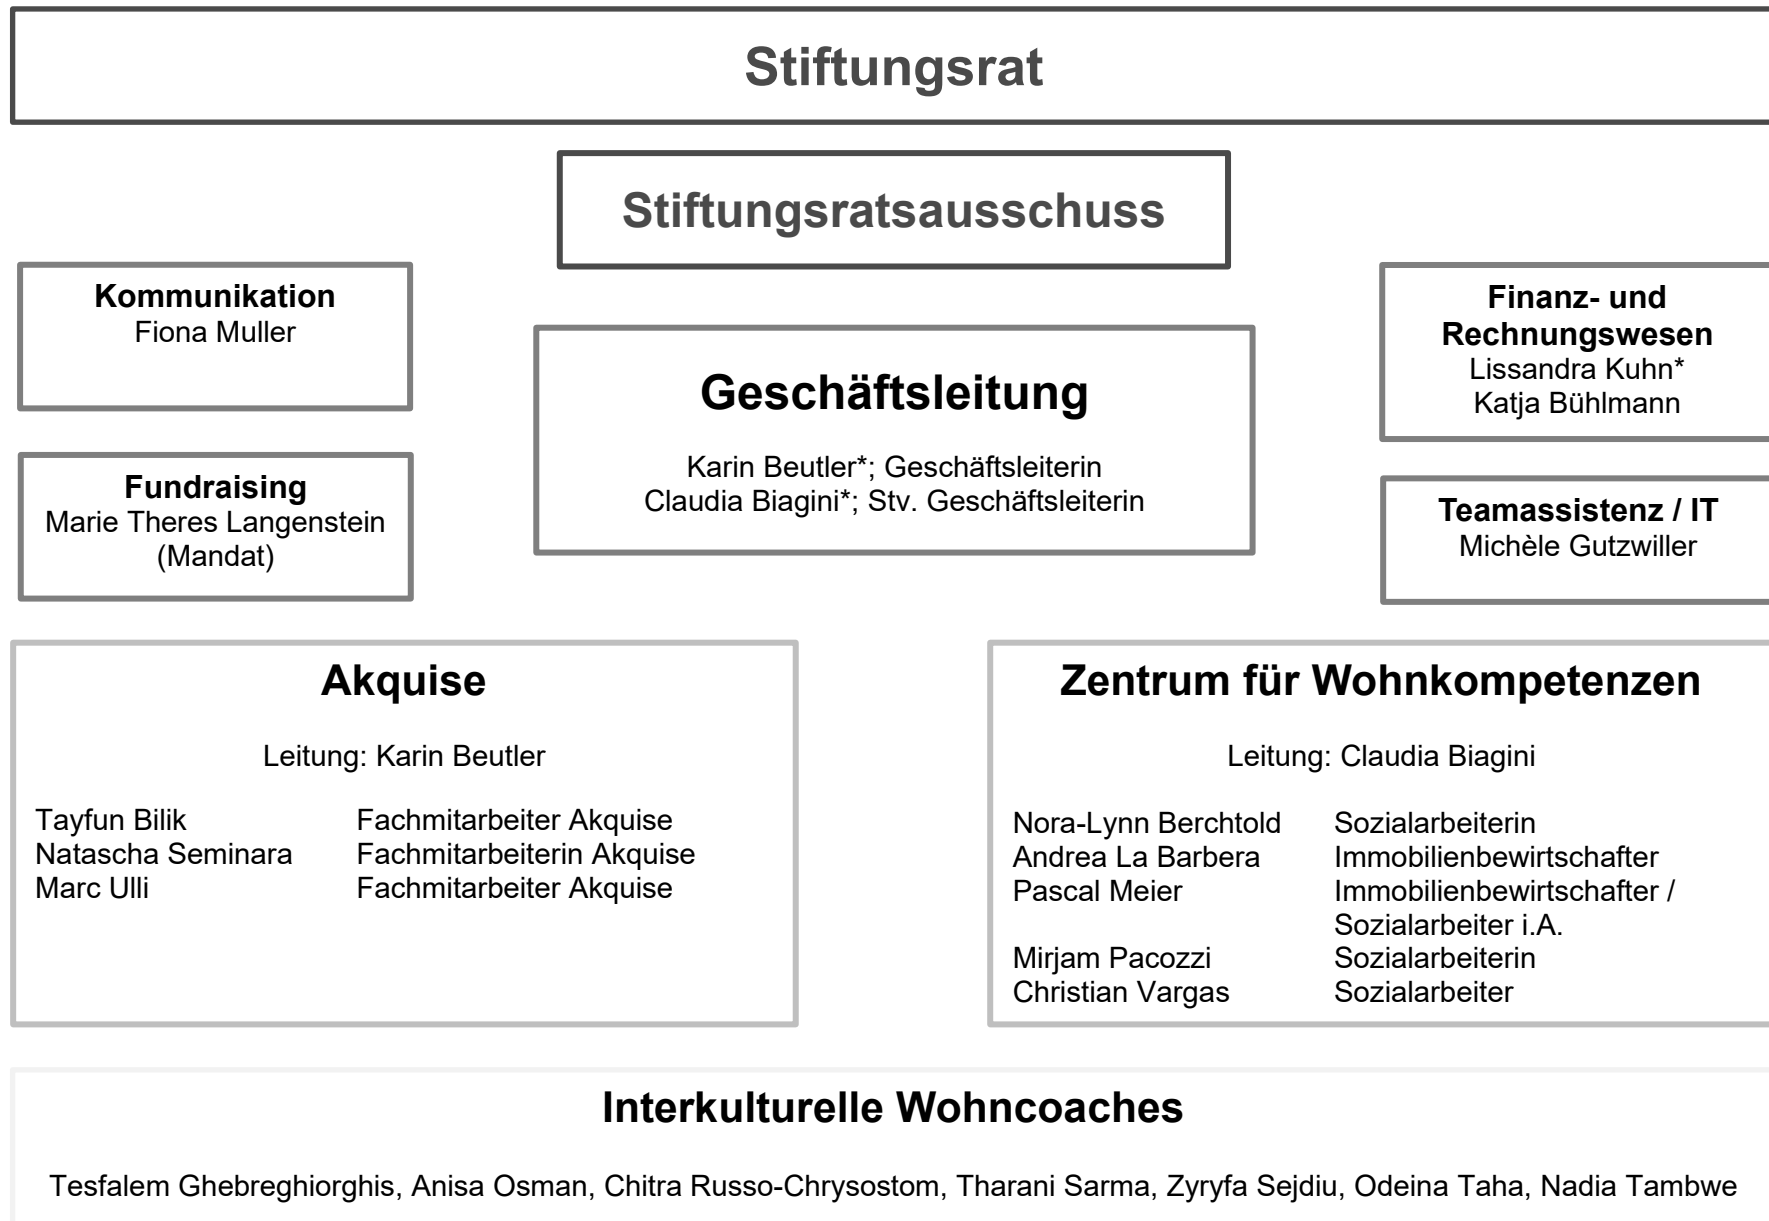 Stiftungsrat
Stiftungsratsausschuss
Kommunikation
Fiona Muller
Finanz- und
Rechnungswesen
Lissandra Kuhn*
Katja Bühlmann
Geschäftsleitung
Karin Beutler*; Geschäftsleiterin
Claudia Biagini*; Stv. Geschäftsleiterin
Fundraising
Marie Theres Langenstein
(Mandat)
Teamassistenz / IT
Michèle Gutzwiller
Akquise
Leitung: Karin Beutler
Tayfun Bilik Fachmitarbeiter Akquise
Natascha Seminara Fachmitarbeiterin Akquise
Marc Ulli Fachmitarbeiter Akquise
Zentrum für Wohnkompetenzen
Leitung: Claudia Biagini
Nora-Lynn Berchtold Sozialarbeiterin
Andrea La Barbera Immobilienbewirtschafter
Pascal Meier Immobilienbewirtschafter /
Sozialarbeiter i.A.
Mirjam Pacozzi Sozialarbeiterin
Christian Vargas Sozialarbeiter
Interkulturelle Wohncoaches
Tesfalem Ghebreghiorghis, Anisa Osman, Chitra Russo-Chrysostom, Tharani Sarma, Zyryfa Sejdiu, Odeina Taha, Nadia Tambwe